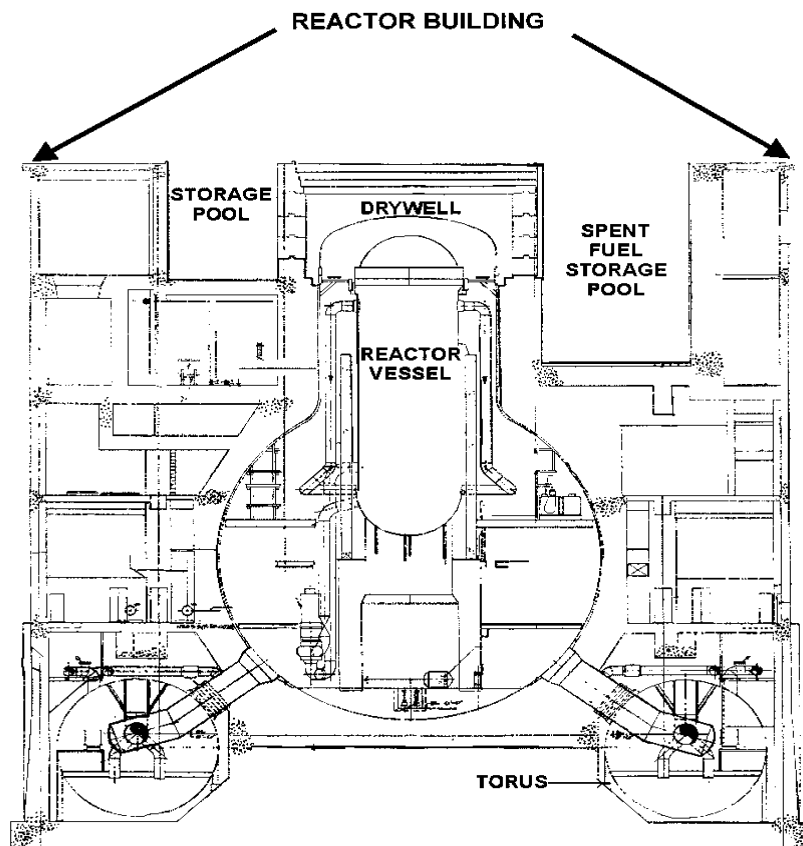 REACTOR BUILDING
STORAGE
POOL
DRYWELL
SPENT
FUEL
STORAGE
POOL
REACTOR
VESSEL
TORUS